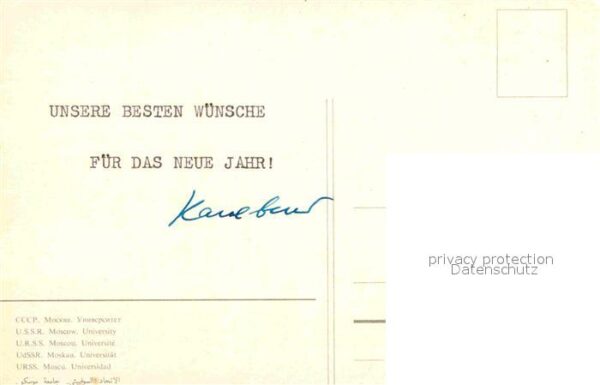 UNSERE BESTEN WÜNSCHE
FÜR DAS NEUE JAHR!
privacy protection
Datenschutz
СССР. Москва. Университет
U.S.S.R. Moscow. University
U.R.S.S. Moscou. Université
UdSSR. Moskau. Universität
URSS. Moscú. Universidad